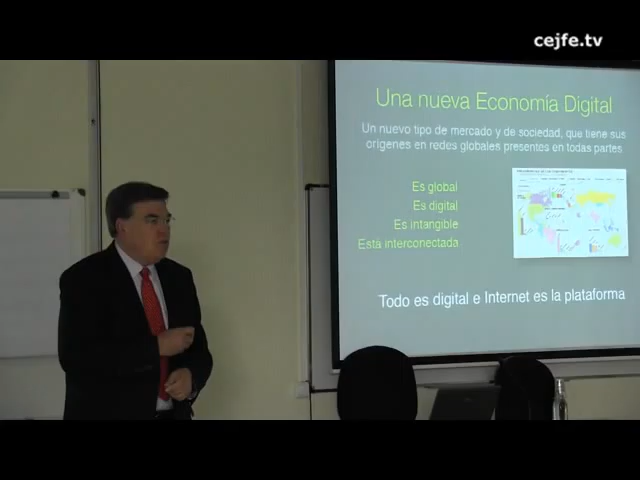 cejfe.tv
Una nueva Economía Digital
Un nuevo tipo de mercado y de sociedad, que tiene sus
orígenes en redes globales presentes en todas partes
Es global
Es digital
Es intangible
Está interconectada
Todo es digital e Internet es la plataforma